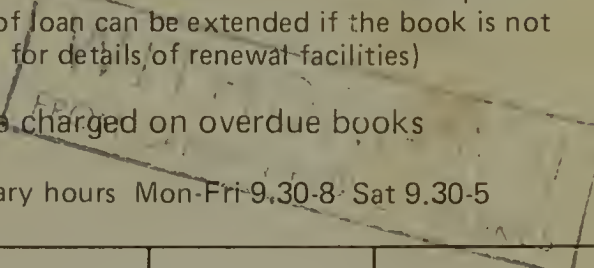 of loan can be extended if the book is not
for details of renewal facilities)
charged on overdue books
ary hours Mon-Fri 9.30-8 Sat 9.30-5